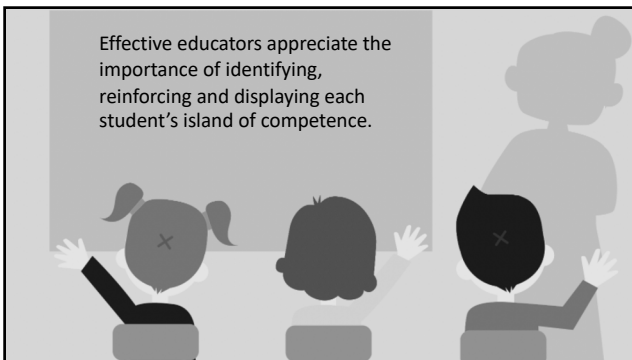 Effective educators appreciate the
importance of identifying,
reinforcing and displaying each
student’s island of competence.